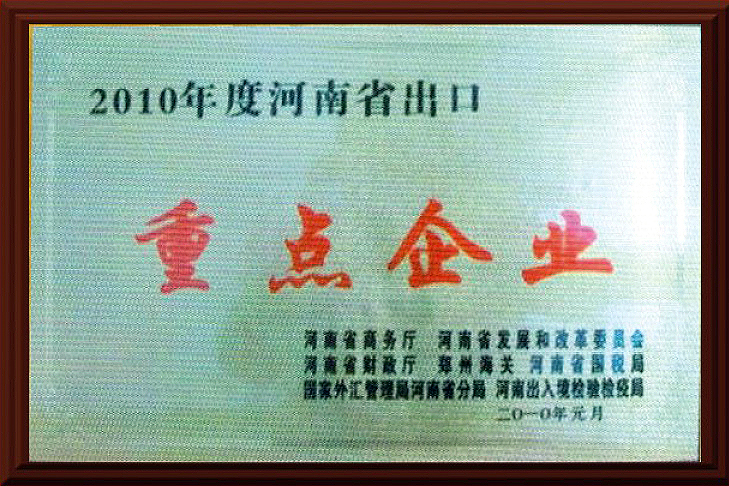 2010年度河南省出口
重点企业
河南省商务厅 河南省发展和改革委员会
河南省财政厅 郑州海关 河南省国税局
国家外汇管理局河南省分局 河南出入境检验检疫局
二〇一〇年元月